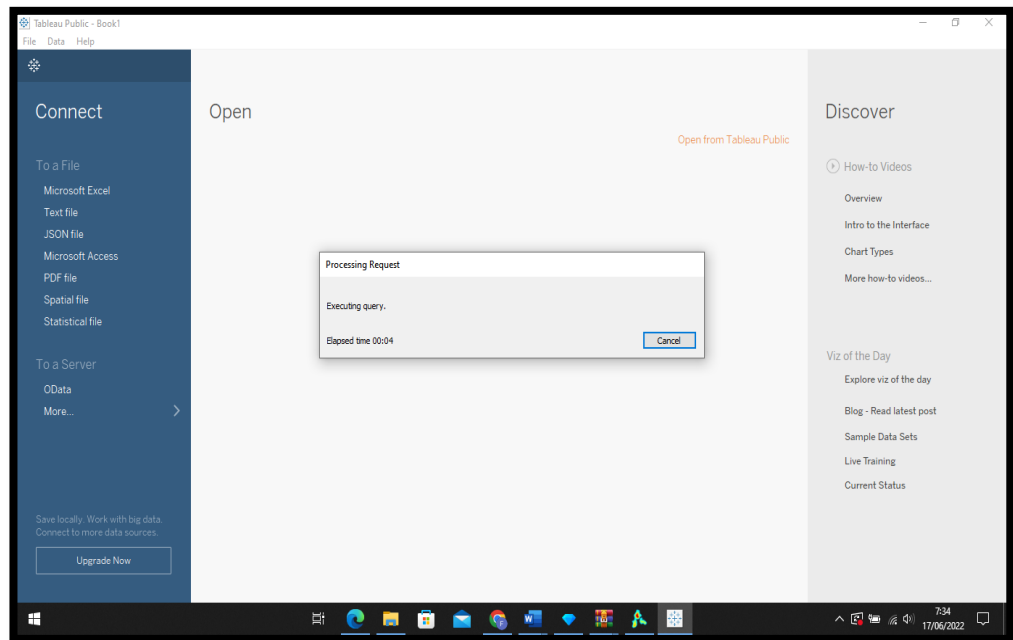 Tableau Public - Book1
File Data Help
Connect
To a File
Microsoft Excel
Text file
JSON file
Microsoft Access
PDF file
Spatial file
Statistical file
To a Server
OData
More...
Save locally. Work with big data.
Connect to more data sources.
Upgrade Now
Open
Open from Tableau Public
Processing Request
Executing query.
Elapsed time 00:04
Cancel
Discover
How-to Videos
Overview
Intro to the Interface
Chart Types
More how-to videos...
Viz of the Day
Explore viz of the day
Blog - Read latest post
Sample Data Sets
Live Training
Current Status
7:34
17/06/2022